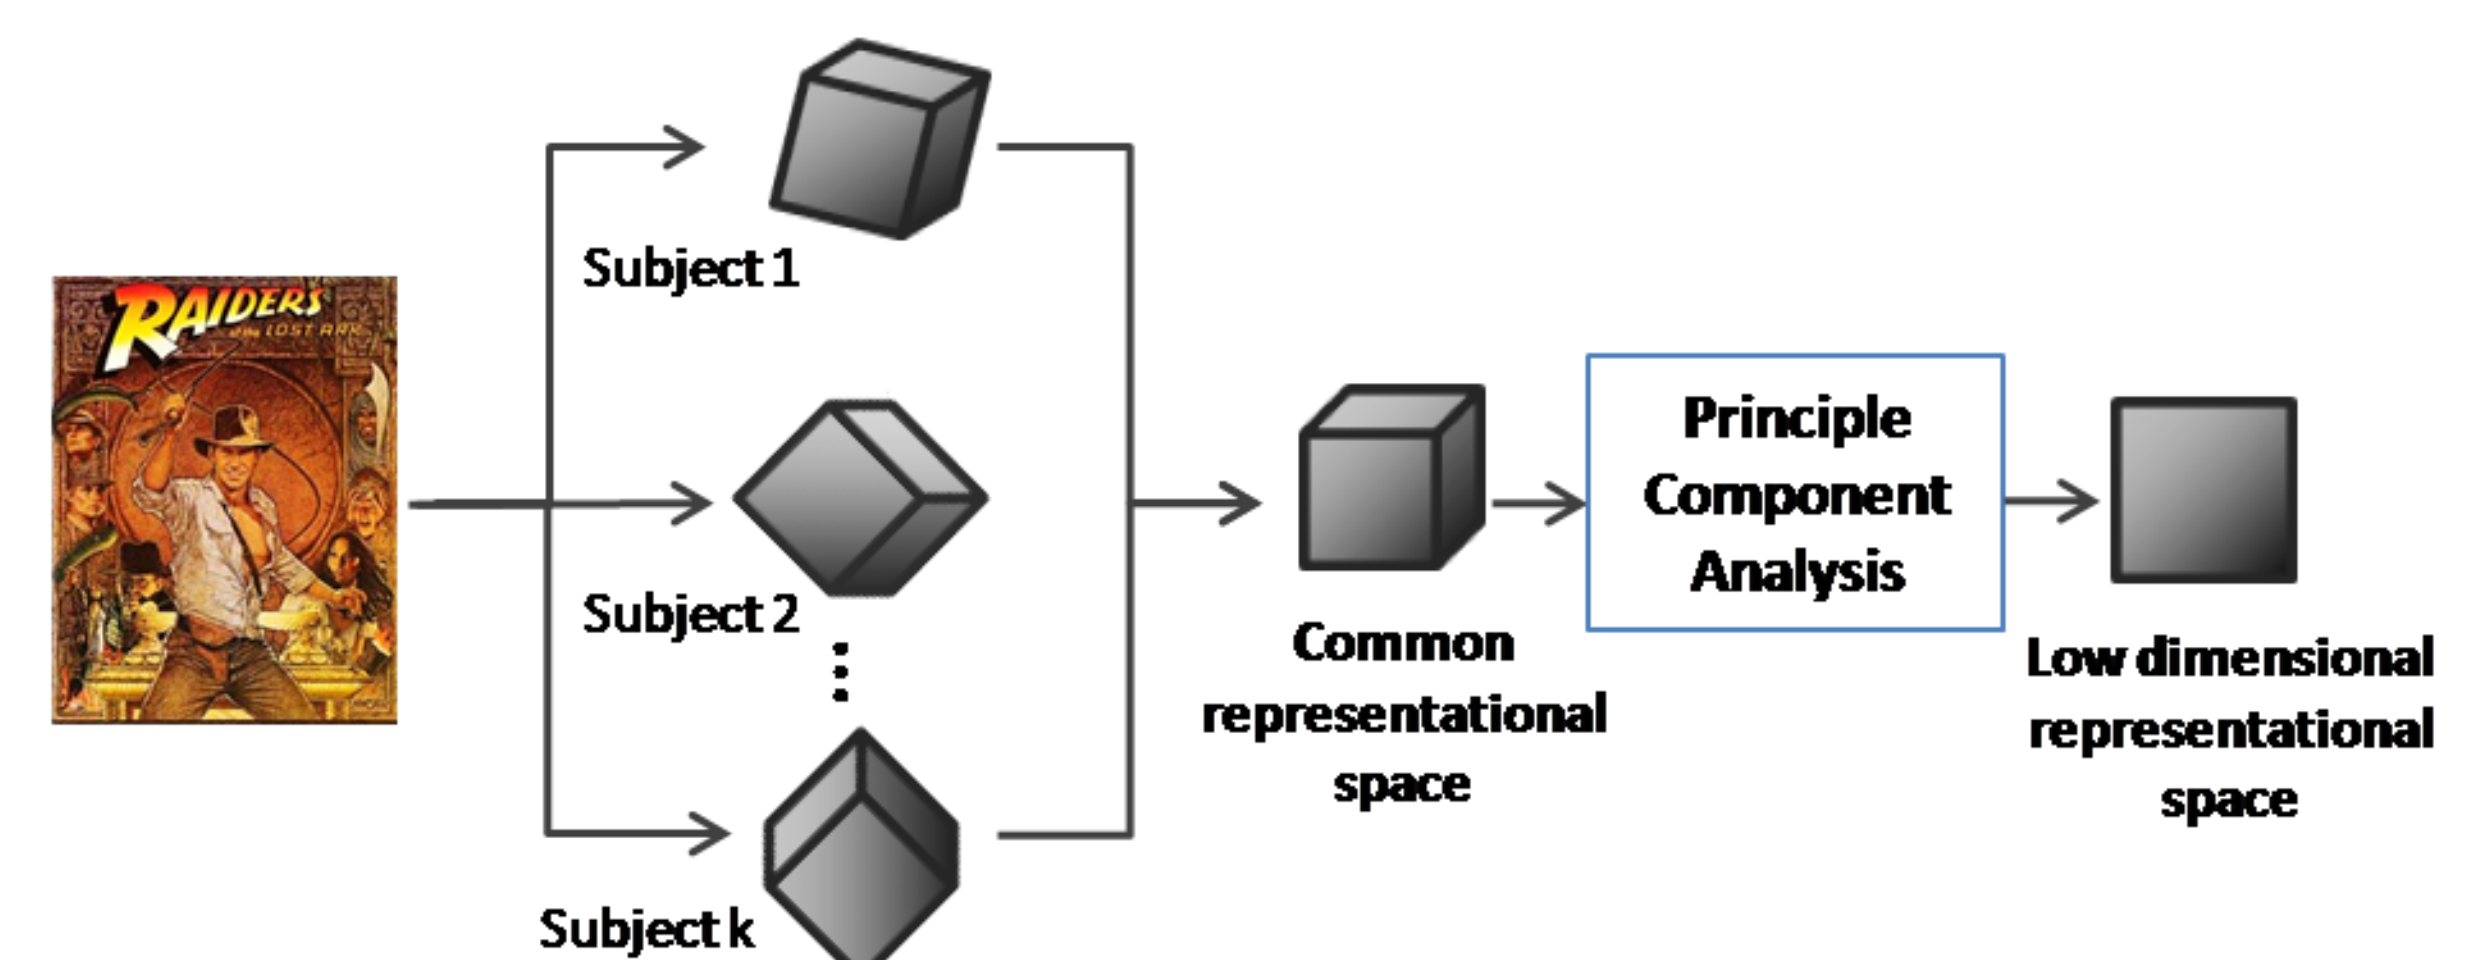 RAIDERS
of the LOST ARK
Subject 1
Subject 2
Subject k
Common
representational
space
Principle
Component
Analysis
Low dimensional
representational
space